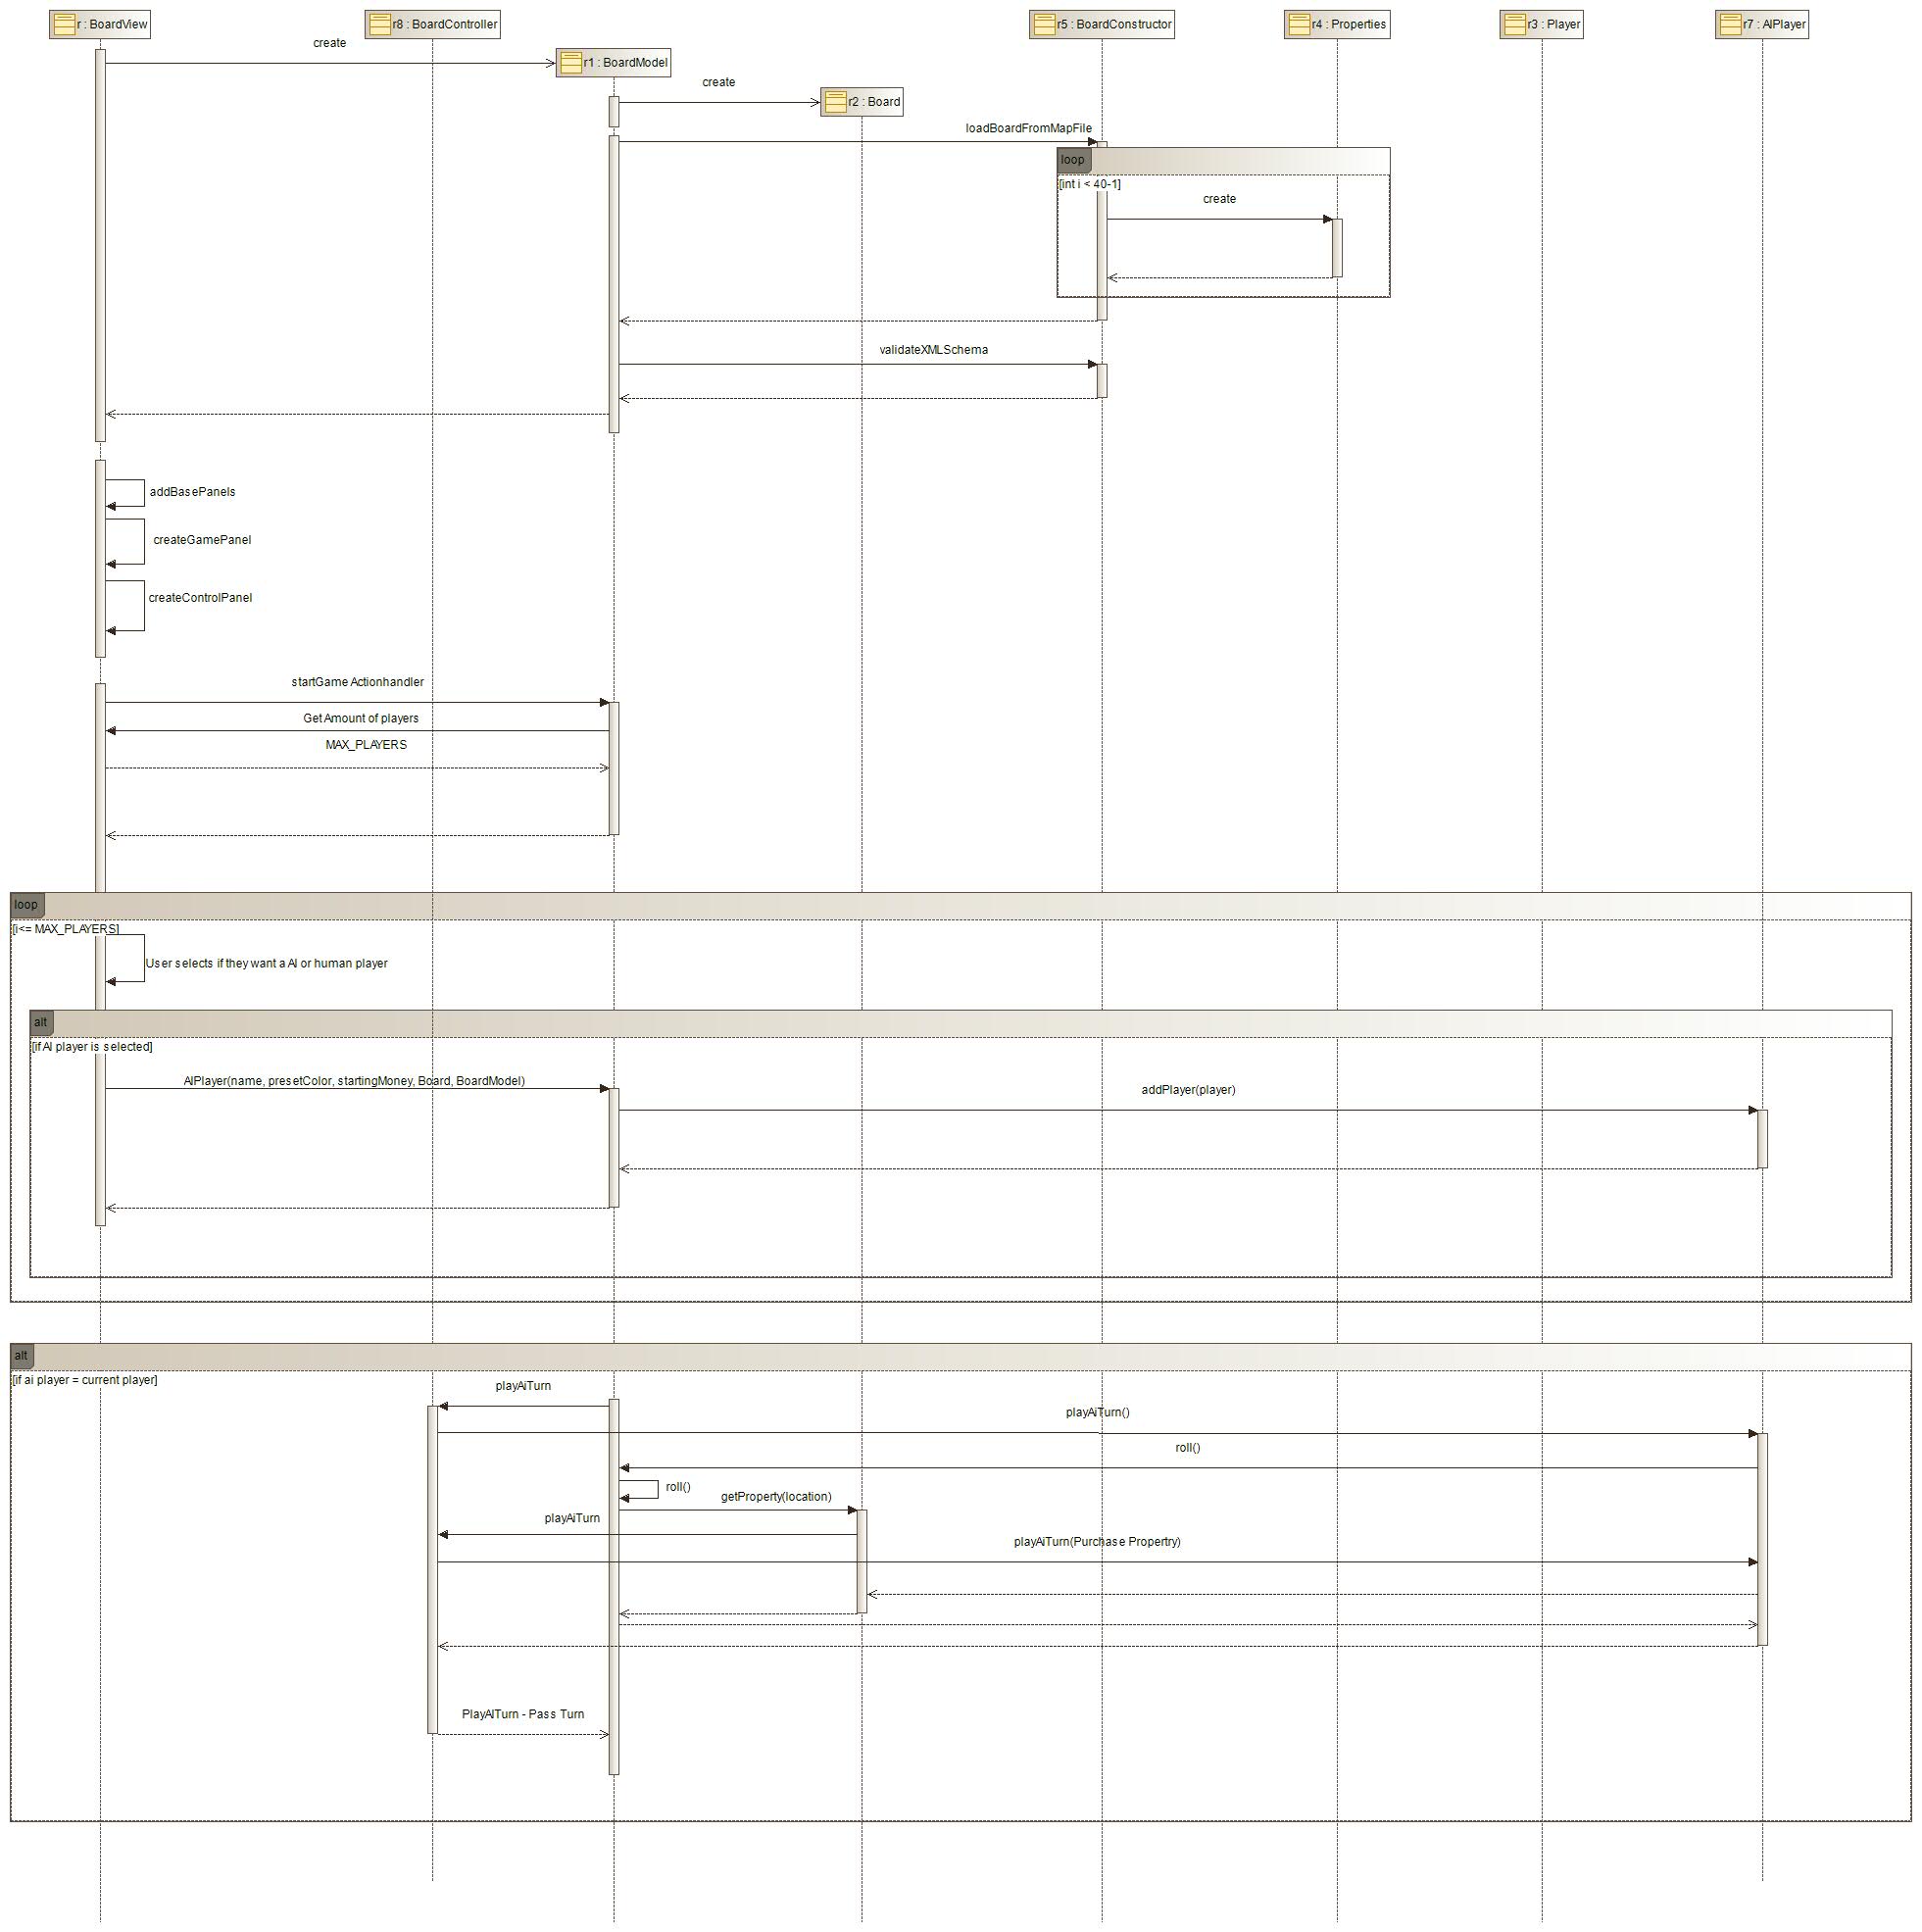 r : BoardView
r8 : BoardController
r5 : BoardConstructor
r4 : Properties
r3 : Player
r7 : AIPlayer
create
r1 : BoardModel
create
r2 : Board
loadBoardFromMapFile
loop
[int i < 40-1]
create
validateXMLSchema
addBasePanels
createGamePanel
createControlPanel
startGame Actionhandler
Get Amount of players
MAX_PLAYERS
loop
[i<= MAX_PLAYERS]
User selects if they want a AI or human player
alt
[if AI player is selected]
AIPlayer(name, presetColor, startingMoney, Board, BoardModel)
addPlayer(player)
alt
[if ai player = current player]
playAiTurn
playAiTurn()
roll()
roll()
getProperty(location)
playAiTurn
playAiTurn(Purchase Propertry)
PlayAITurn - Pass Turn